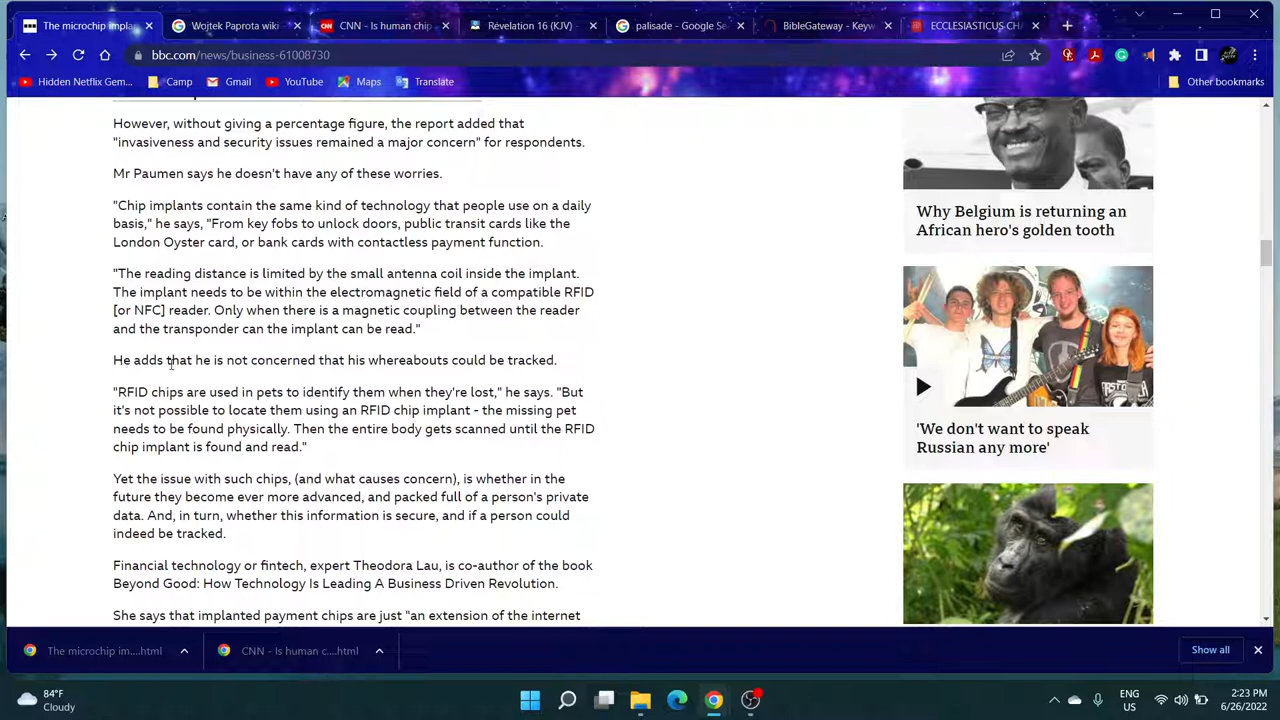 The microchip impla
Wojtek Paprota wiki
CNN - Is human chip
Revelation 16 (KJV) -
palisade - Google Se
BibleGateway - Keyw
ECCLESIASTICUS CH
bbc.com/news/business-61008730
Hidden Netflix Gem...
Camp
Gmail
YouTube
Maps
Translate
Other bookmarks
However, without giving a percentage figure, the report added that
"invasiveness and security issues remained a major concern" for respondents.
Mr Paumen says he doesn't have any of these worries.
"Chip implants contain the same kind of technology that people use on a daily
basis," he says, "From key fobs to unlock doors, public transit cards like the
London Oyster card, or bank cards with contactless payment function.
"The reading distance is limited by the small antenna coil inside the implant.
The implant needs to be within the electromagnetic field of a compatible RFID
[or NFC] reader. Only when there is a magnetic coupling between the reader
and the transponder can the implant can be read."
He adds that he is not concerned that his whereabouts could be tracked.
"RFID chips are used in pets to identify them when they're lost," he says. "But
it's not possible to locate them using an RFID chip implant - the missing pet
needs to be found physically. Then the entire body gets scanned until the RFID
chip implant is found and read."
Yet the issue with such chips, (and what causes concern), is whether in the
future they become ever more advanced, and packed full of a person's private
data. And, in turn, whether this information is secure, and if a person could
indeed be tracked.
Financial technology or fintech, expert Theodora Lau, is co-author of the book
Beyond Good: How Technology Is Leading A Business Driven Revolution.
She says that implanted payment chips are just "an extension of the internet
Why Belgium is returning an
African hero's golden tooth
'We don't want to speak
Russian any more'
The microchip im....html
CNN - Is human c....html
Show all
84°F
Cloudy
ENG
US
2:23 PM
6/26/2022